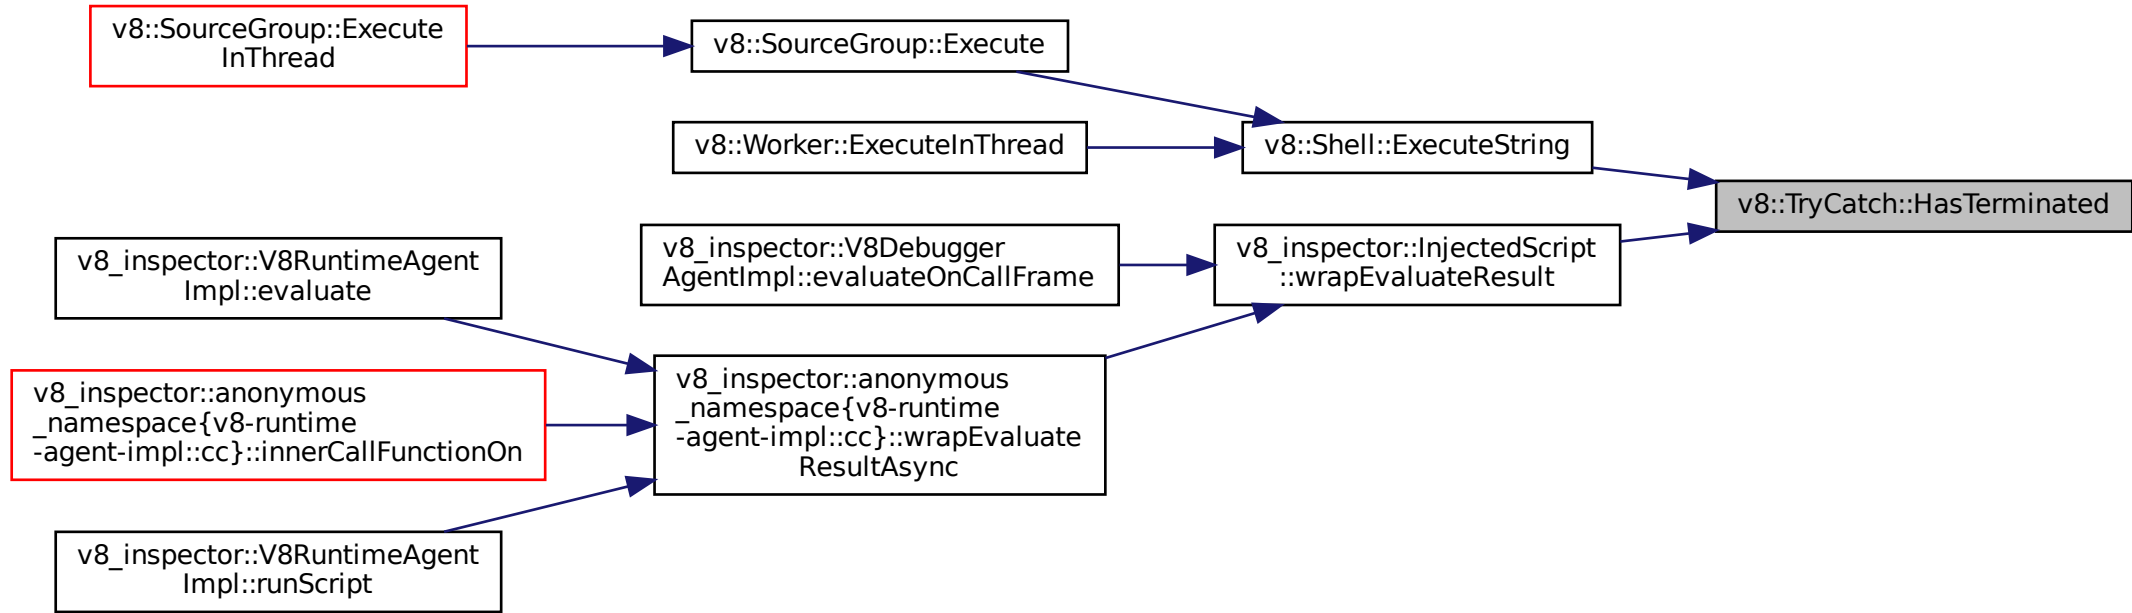 v8::SourceGroup::Execute
InThread
v8::SourceGroup::Execute
v8::Worker::ExecuteInThread
v8::Shell::ExecuteString
v8::TryCatch::HasTerminated
v8_inspector::V8Debugger
AgentImpl::evaluateOnCallFrame
v8_inspector::InjectedScript
::wrapEvaluateResult
v8_inspector::V8RuntimeAgent
Impl::evaluate
v8_inspector::anonymous
_namespace{v8-runtime
-agent-impl::cc}::innerCallFunctionOn
v8_inspector::anonymous
_namespace{v8-runtime
-agent-impl::cc}::wrapEvaluate
ResultAsync
v8_inspector::V8RuntimeAgent
Impl::runScript